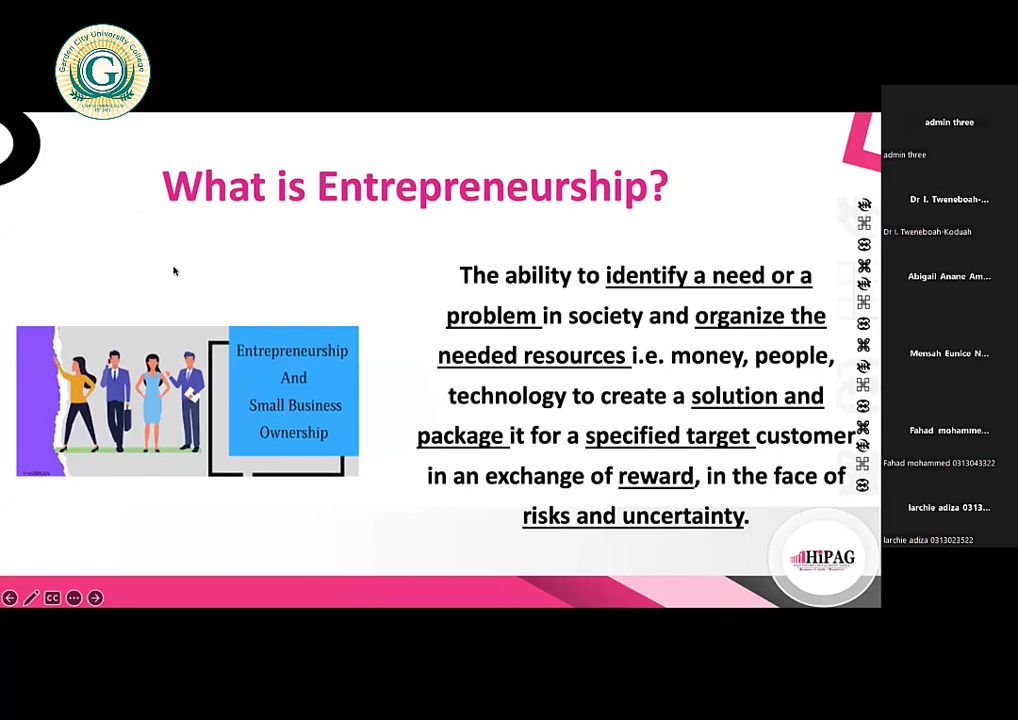 Garden City University College
G
What is Entrepreneurship?
The ability to identify a need or a
problem in society and organize the
needed resources i.e. money, people,
technology to create a solution and
package it for a specified target customer
in an exchange of reward, in the face of
risks and uncertainty.
Entrepreneurship
And
Small Business
Ownership
HiPAG
CC
admin three
admin three
Dr I. Tweneboah-...
Dr I. Tweneboah-Koduah
Abigail Anane Am...
Mensah Eunice N...
Fahad mohamme...
Fahad mohammed 0313043322
larchie adiza 0313...
larchie adiza 0313023522